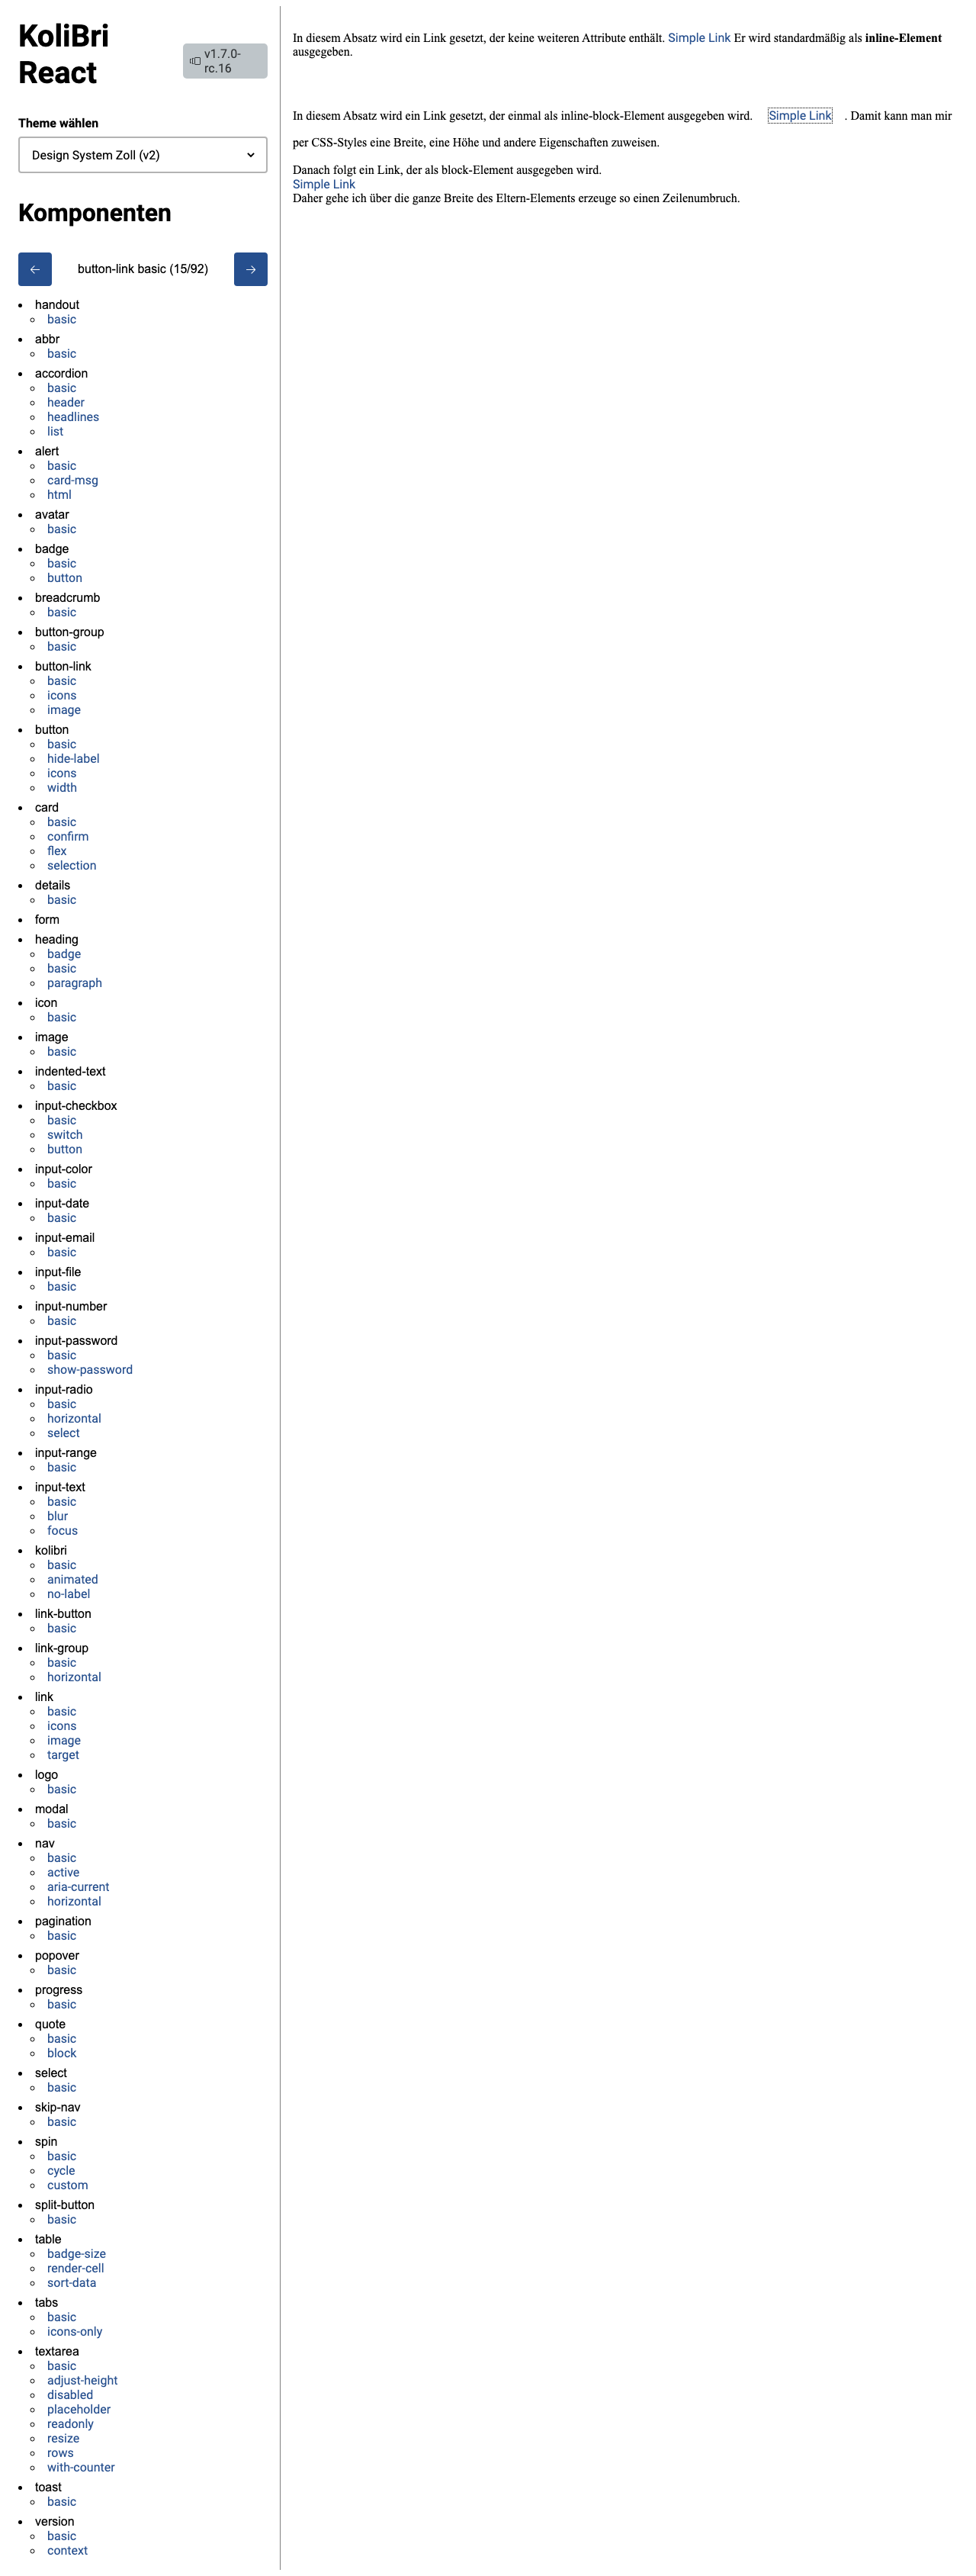 KoliBri
React
v1.7.0-
rc.16
Theme wählen
Design System Zoll (v2)
Komponenten
← button-link basic (15/92) →
handout
basic
abbr
basic
accordion
basic
header
headlines
list
alert
basic
card-msg
html
avatar
basic
badge
basic
button
breadcrumb
basic
button-group
basic
button-link
basic
icons
image
button
basic
hide-label
icons
width
card
basic
confirm
flex
selection
details
basic
form
heading
badge
basic
paragraph
icon
basic
image
basic
indented-text
basic
input-checkbox
basic
switch
button
input-color
basic
input-date
basic
input-email
basic
input-file
basic
input-number
basic
input-password
basic
show-password
input-radio
basic
horizontal
select
input-range
basic
input-text
basic
blur
focus
kolibri
basic
animated
no-label
link-button
basic
link-group
basic
horizontal
link
basic
icons
image
target
logo
basic
modal
basic
nav
basic
active
aria-current
horizontal
pagination
basic
popover
basic
progress
basic
quote
basic
block
select
basic
skip-nav
basic
spin
basic
cycle
custom
split-button
basic
table
badge-size
render-cell
sort-data
tabs
basic
icons-only
textarea
basic
adjust-height
disabled
placeholder
readonly
resize
rows
with-counter
toast
basic
version
basic
context
In diesem Absatz wird ein Link gesetzt, der keine weiteren Attribute enthält. Simple Link Er wird standardmäßig als inline-Element
ausgegeben.
In diesem Absatz wird ein Link gesetzt, der einmal als inline-block-Element ausgegeben wird. Simple Link . Damit kann man mir
per CSS-Styles eine Breite, eine Höhe und andere Eigenschaften zuweisen.
Danach folgt ein Link, der als block-Element ausgegeben wird.
Simple Link
Daher gehe ich über die ganze Breite des Eltern-Elements erzeuge so einen Zeilenumbruch.